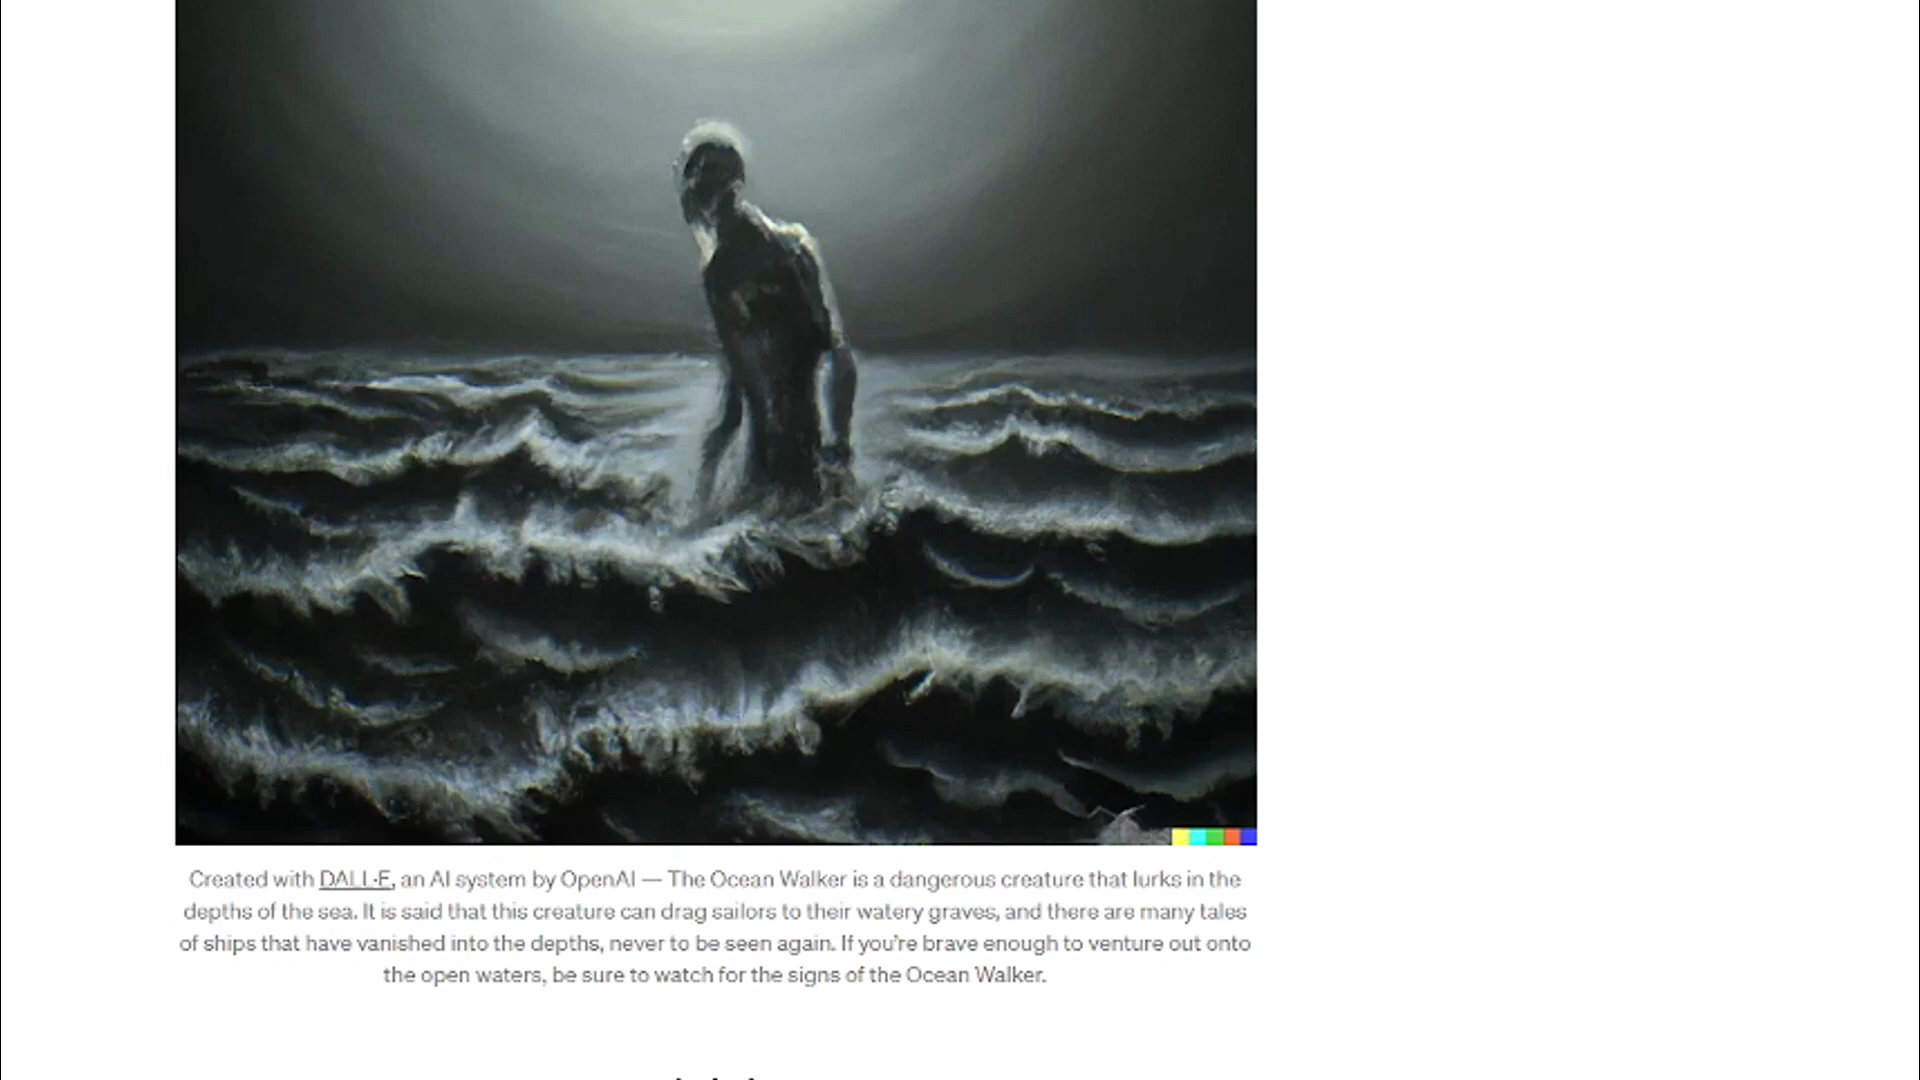 Created with DALL·E, an AI system by OpenAI — The Ocean Walker is a dangerous creature that lurks in the
depths of the sea. It is said that this creature can drag sailors to their watery graves, and there are many tales
of ships that have vanished into the depths, never to be seen again. If you’re brave enough to venture out onto
the open waters, be sure to watch for the signs of the Ocean Walker.